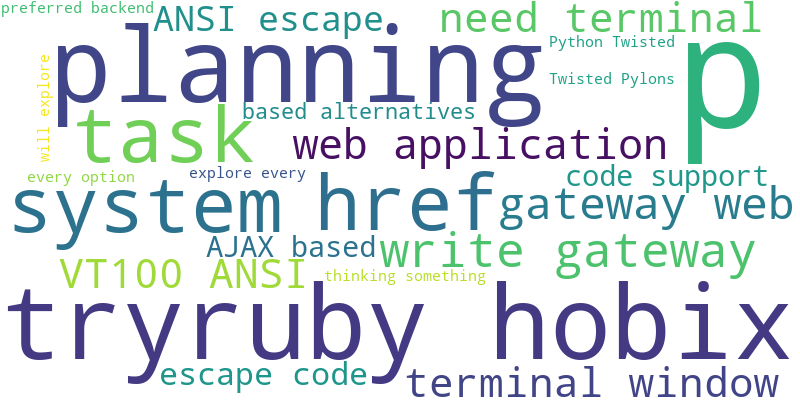 preferred backend
ANSI escape
need terminal
planning
p
Python Twisted
Twisted Pylons
will explore
task
based alternatives
web application
every option
explore every
code support
system
href
gateway web
AJAX based
write gateway
VT100 ANSI
thinking something
tryruby hobix
escape code
terminal window